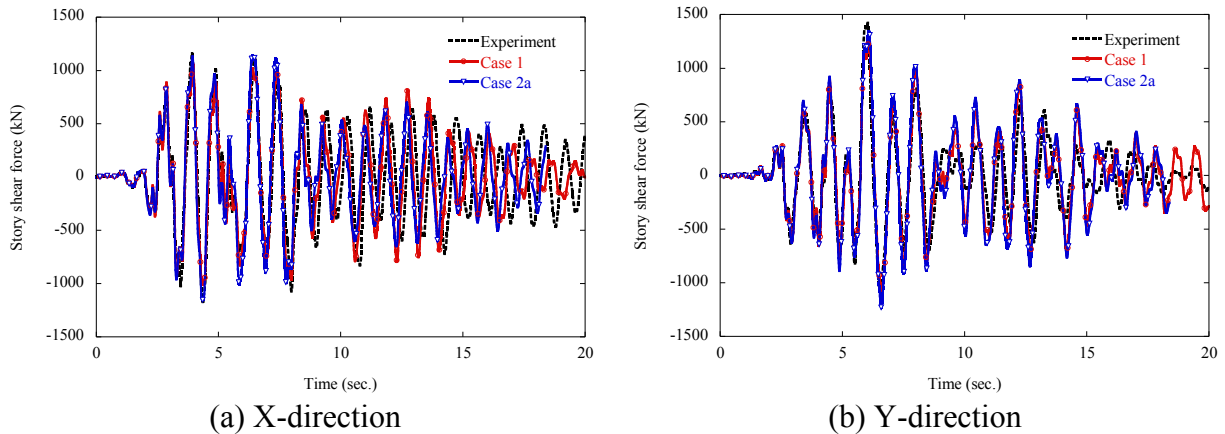 1500
1000
500
0
-500
-1000
-1500
Story shear force (kN)
Experiment
Case 1
Case 2a
0
5
10
15
20
Time (sec.)
(a) X-direction
1500
1000
500
0
-500
-1000
-1500
Story shear force (kN)
Experiment
Case 1
Case 2a
0
5
10
15
20
Time (sec.)
(b) Y-direction